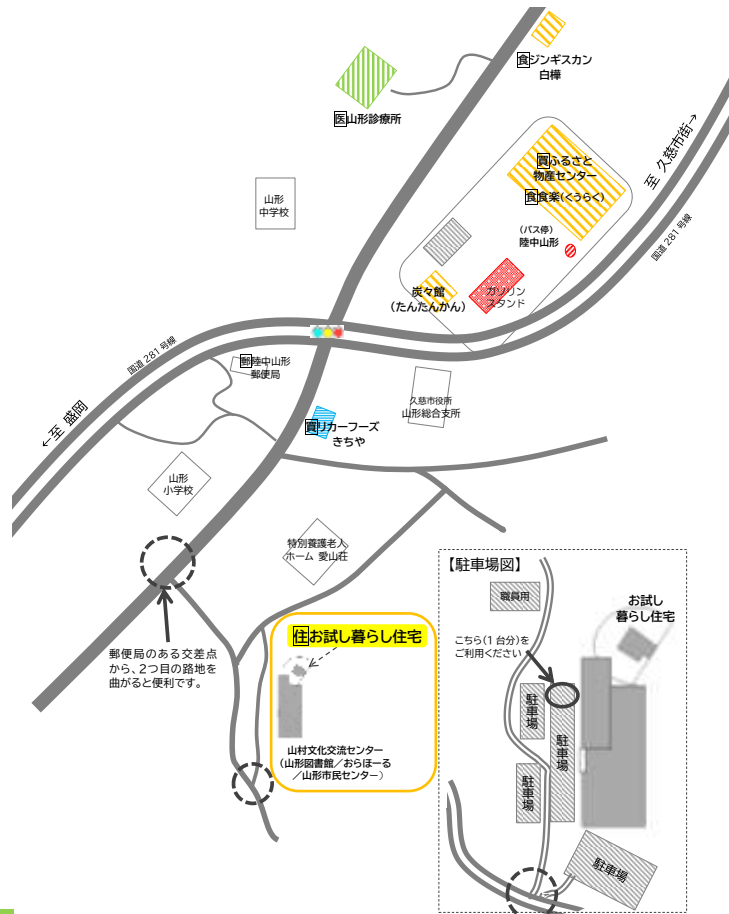 食ジンギスカン
白樺
医山形診療所
至 久慈市街→
買ふるさと
物産センター
食食楽(くうらく)
山形
中学校
(バス停)
陸中山形
国道281号線
炭々館
(たんたんかん)
ガソリン
スタンド
国道281号線
郵陸中山形
郵便局
久慈市役所
山形総合支所
←至 盛岡
買リカーフーズ
きちや
山形
小学校
特別養護老人
ホーム 愛山荘
郵便局のある交差点
から、2つ目の路地を
曲がると便利です。
住お試し暮らし住宅
山村文化交流センター
(山形図書館/おらほーる
/山形市民センター)
【駐車場図】
職員用
お試し
暮らし住宅
こちら(1台分)を
ご利用ください
駐車場
駐車場
駐車場
駐車場